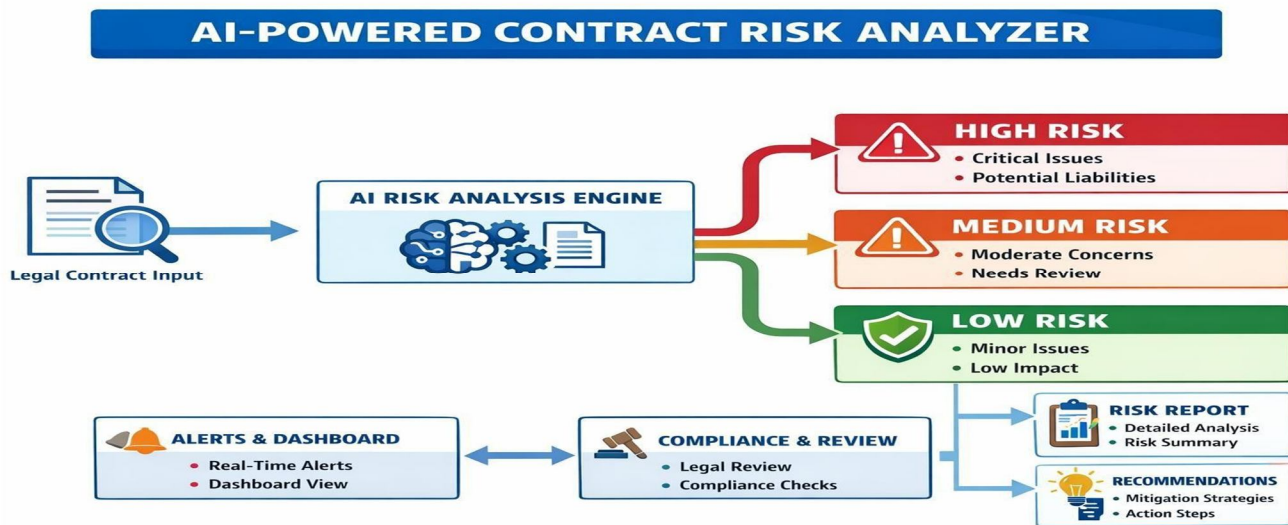 AI-POWERED CONTRACT RISK ANALYZER
Legal Contract Input
AI RISK ANALYSIS ENGINE
HIGH RISK
• Critical Issues
• Potential Liabilities
MEDIUM RISK
• Moderate Concerns
• Needs Review
LOW RISK
• Minor Issues
• Low Impact
ALERTS & DASHBOARD
• Real-Time Alerts
• Dashboard View
COMPLIANCE & REVIEW
• Legal Review
• Compliance Checks
RISK REPORT
• Detailed Analysis
• Risk Summary
RECOMMENDATIONS
• Mitigation Strategies
• Action Steps